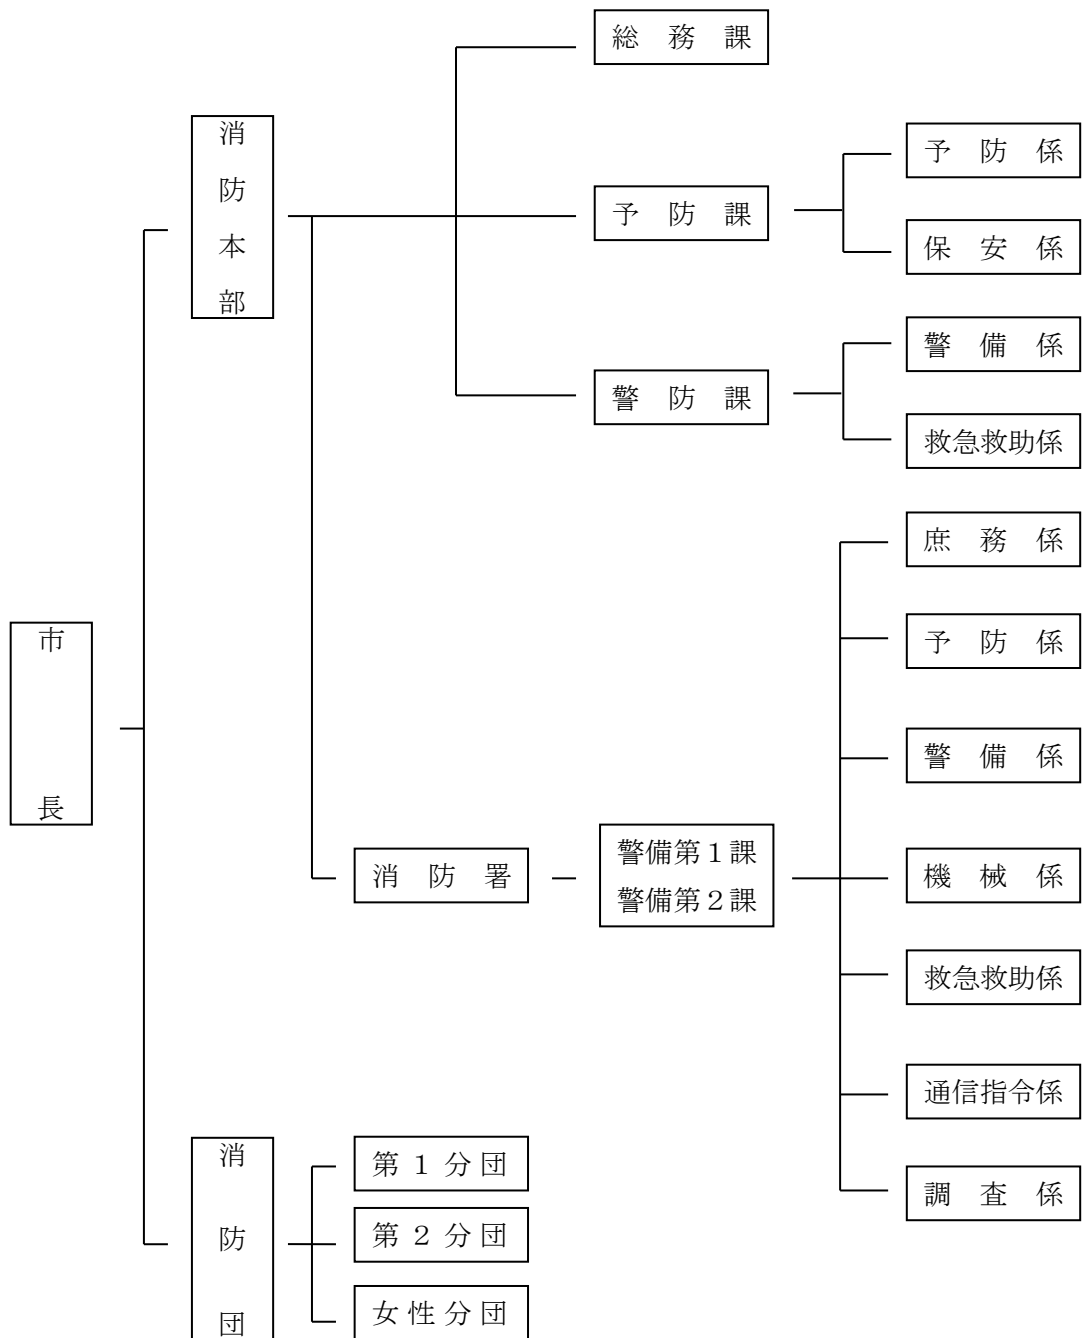 市長
消防本部
総務課
予防課
予防係
保安係
警防課
警備係
救急救助係
消防署
警備第１課
警備第２課
庶務係
予防係
警備係
機械係
救急救助係
通信指令係
調査係
消防団
第１分団
第２分団
女性分団